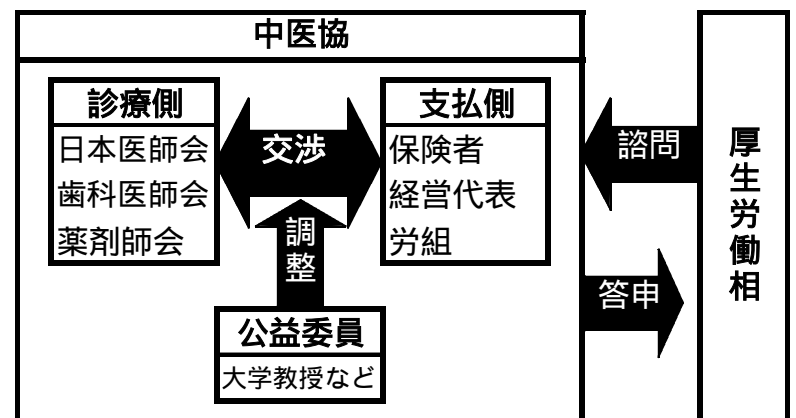 中医協
診療側
日本医師会
歯科医師会
薬剤師会
交渉
支払側
保険者
経営代表
労組
調整
公益委員
大学教授など
諮問
答申
厚生労働相